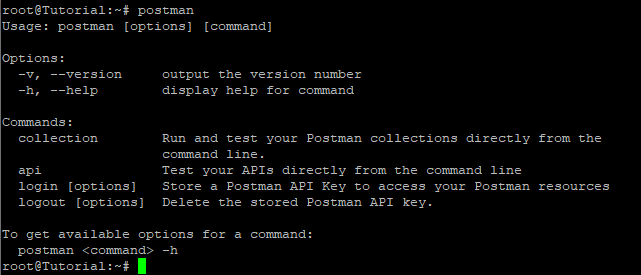 root@Tutorial:~# postman
Usage: postman [options] [command]
Options:
-v, --version output the version number
-h, --help display help for command
Commands:
collection Run and test your Postman collections directly from the
command line.
api Test your APIs directly from the command line
login [options] Store a Postman API Key to access your Postman resources
logout [options] Delete the stored Postman API key.
To get available options for a command:
postman <command> -h
root@Tutorial:~#